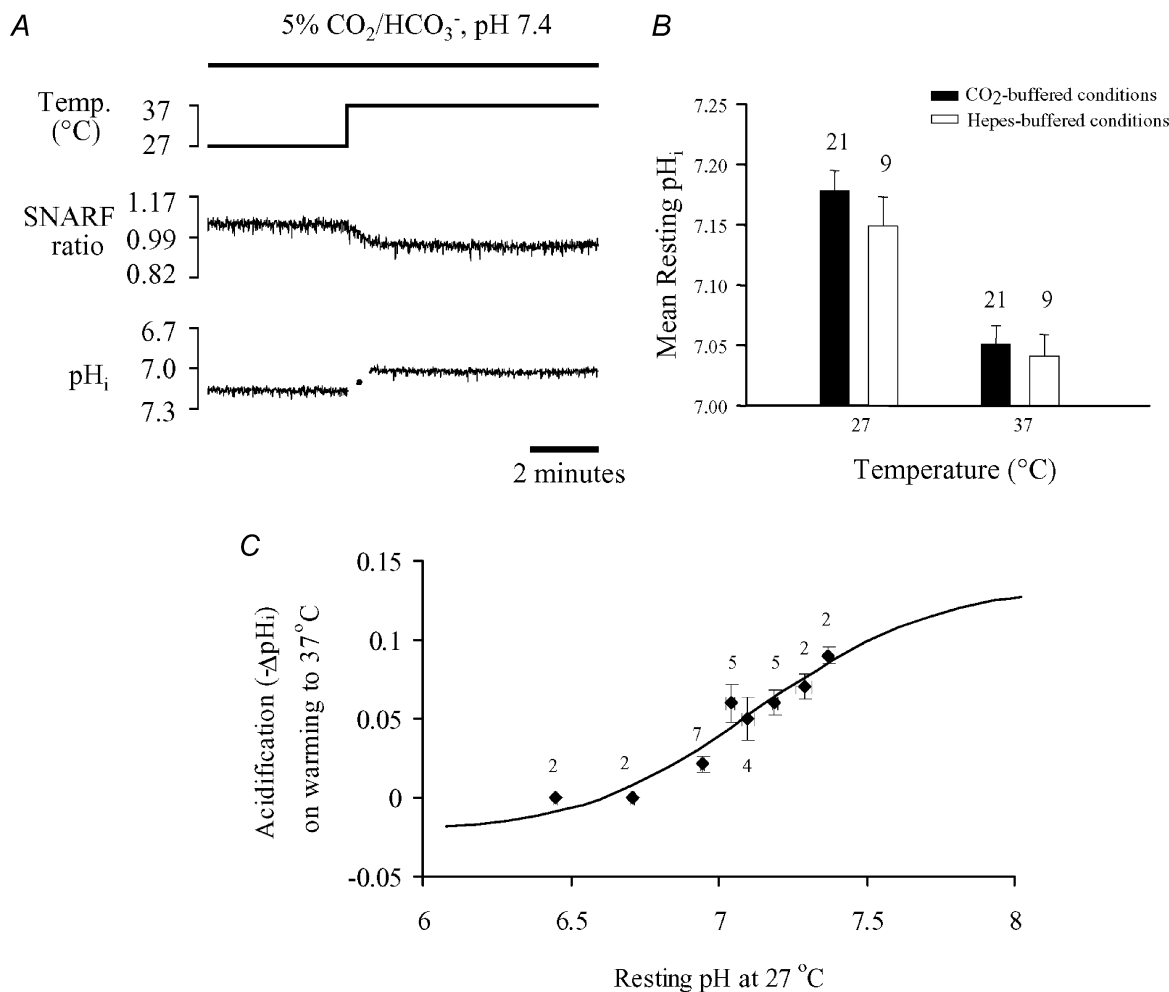 A
5% CO₂/HCO₃⁻, pH 7.4
Temp.
(°C)
37
27
SNARF
ratio
1.17
0.99
0.82
pHᵢ
6.7
7.0
7.3
2 minutes
B
CO₂-buffered conditions
Hepes-buffered conditions
Mean Resting pHᵢ
7.25
7.20
7.15
7.10
7.05
7.00
21
9
21
9
27
37
Temperature (°C)
C
Acidification (-ΔpHi)
on warming to 37°C
0.15
0.1
0.05
0
-0.05
2
2
7
5
4
5
2
2
6
6.5
7
7.5
8
Resting pH at 27 °C